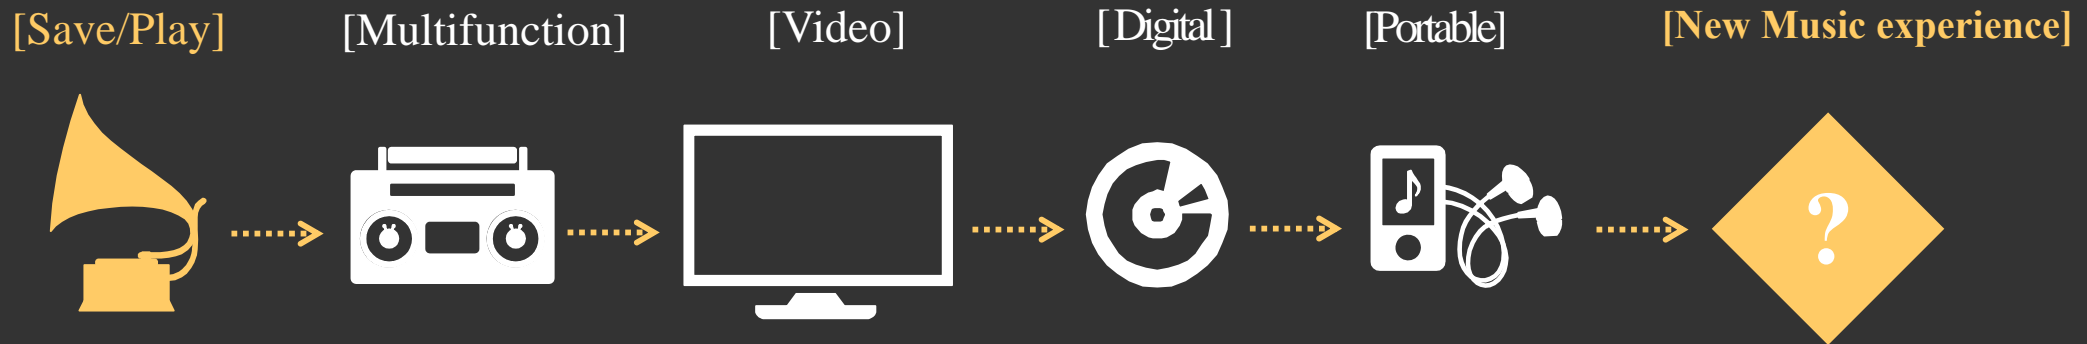 [Save/Play]
[Multifunction]
[Video]
[Digital]
[Portable]
[New Music experience]
?